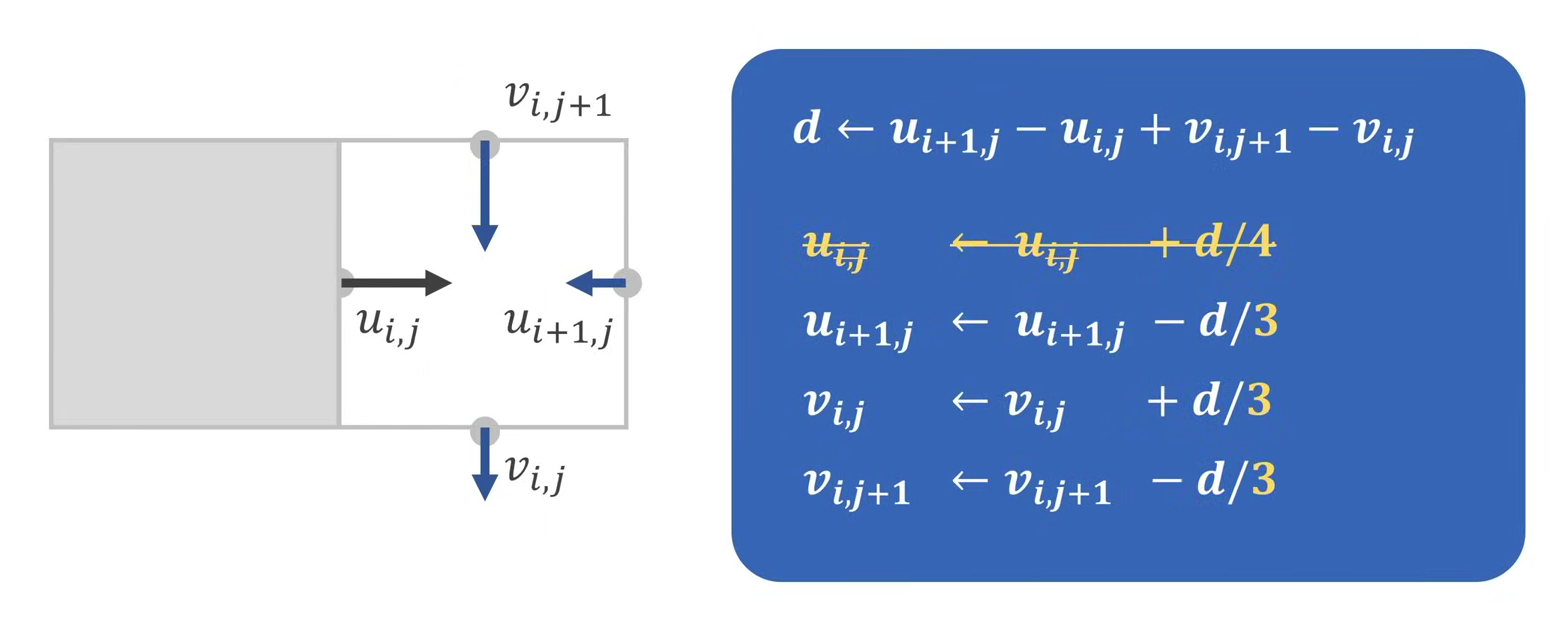 v_{i,j+1}
u_{i,j}
u_{i+1,j}
v_{i,j}
d ← u_{i+1,j} − u_{i,j} + v_{i,j+1} − v_{i,j}
u_{i,j} ← u_{i,j} + d/4
u_{i+1,j} ← u_{i+1,j} − d/3
v_{i,j} ← v_{i,j} + d/3
v_{i,j+1} ← v_{i,j+1} − d/3